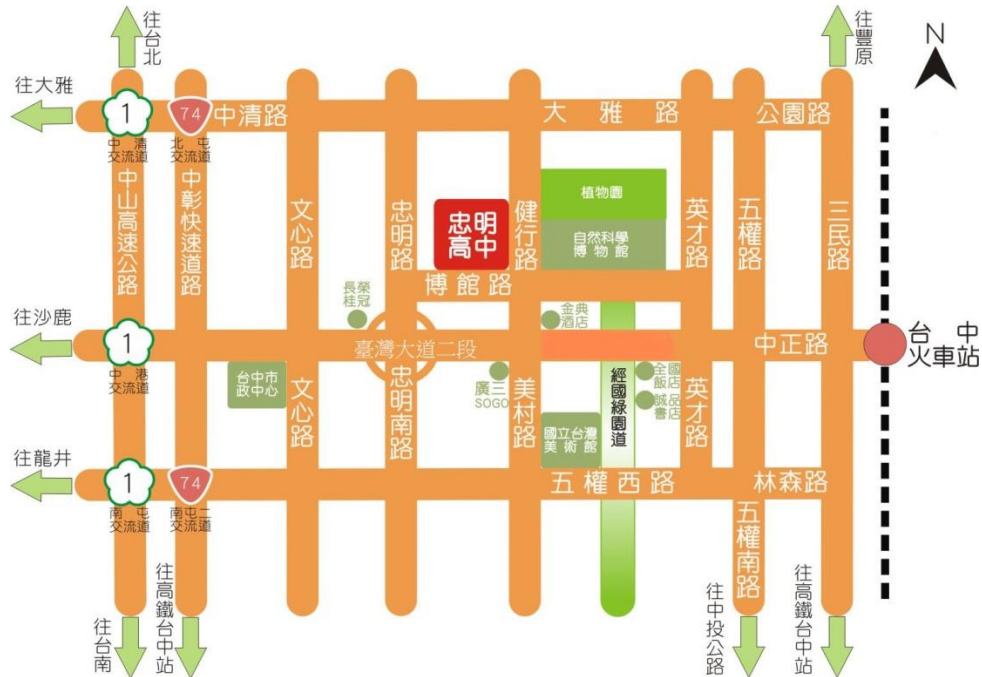 往台北
往豐原
N
往大雅
1
74
中清路
大雅路
公園路
中清
交流道
北屯
交流道
中山高速公路
中彰快速道路
文心路
忠明路
忠明
高中
健行路
植物園
自然科學
博物館
英才路
五權路
三民路
博館路
長榮
桂冠
金典
酒店
往沙鹿
1
中港
交流道
臺灣大道二段
中正路
台中
火車站
台中市
政中心
文心路
忠明南路
廣三
SOGO
美村路
經國綠園道
全國
飯店
誠品
書店
英才路
國立台灣
美術館
往龍井
1
74
五權西路
林森路
南屯
交流道
南屯二
交流道
五權南路
往台南
往高鐵台中站
往中投公路
往高鐵台中站